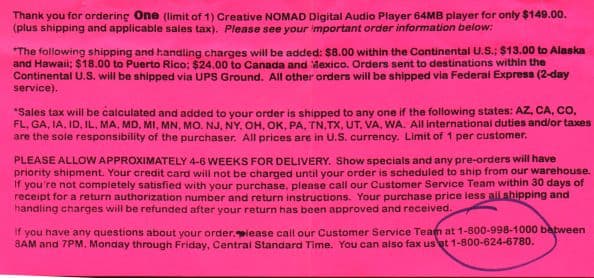 Thank you for ordering One (limit of 1) Creative NOMAD Digital Audio Player 64MB player for only $149.00.
(plus shipping and applicable sales tax). Please see your important order information below:
*The following shipping and handling charges will be added: $8.00 within the Continental U.S.; $13.00 to Alaska
and Hawaii; $18.00 to Puerto Rico; $24.00 to Canada and Mexico. Orders sent to destinations within the
Continental U.S. will be shipped via UPS Ground. All other orders will be shipped via Federal Express (2-day
service).
*Sales tax will be calculated and added to your order is shipped to any one if the following states: AZ, CA, CO,
FL, GA, IA, ID, IL, MA, MD, MI, MN, MO. NJ, NY, OH, OK, PA, TN,TX, UT, VA, WA. All international duties and/or taxes
are the sole responsibility of the purchaser. All prices are in U.S. currency. Limit of 1 per customer.
PLEASE ALLOW APPROXIMATELY 4-6 WEEKS FOR DELIVERY. Show specials and any pre-orders will have
priority shipment. Your credit card will not be charged until your order is scheduled to ship from our warehouse.
If you're not completely satisfied with your purchase, please call our Customer Service Team within 30 days of
receipt for a return authorization number and return instructions. Your purchase price less all shipping and
handling charges will be refunded after your return has been approved and received.
If you have any questions about your order, please call our Customer Service Team at 1-800-998-1000 between
8AM and 7PM, Monday through Friday, Central Standard Time. You can also fax us at 1-800-624-6780.